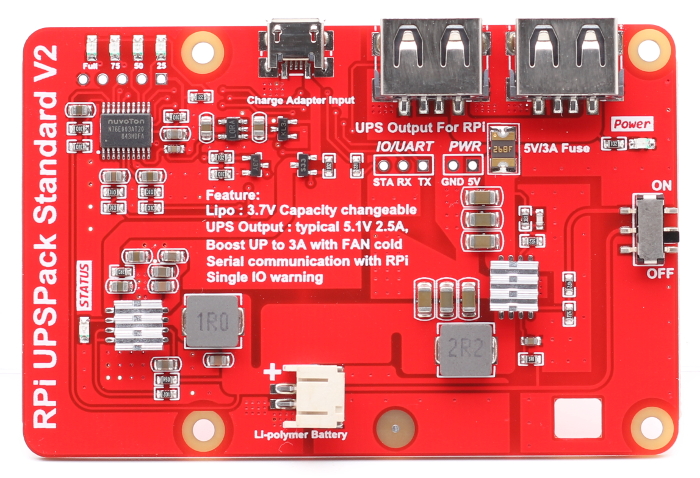 RPi UPSPack Standard V2
Full 75 50 25
Charge Adapter Input
UPS Output For RPi
nuvoTon
N76E003AT20
IO/UART PWR
STA RX TX GND 5V
5V/3A Fuse
Power
ON
OFF
Feature:
Lipo : 3.7V Capacity changeable
UPS Output : typical 5.1V 2.5A,
Boost UP to 3A with FAN cold
Serial communication with RPi
Single IO warning
STATUS
1R0
2R2
+
Li-polymer Battery